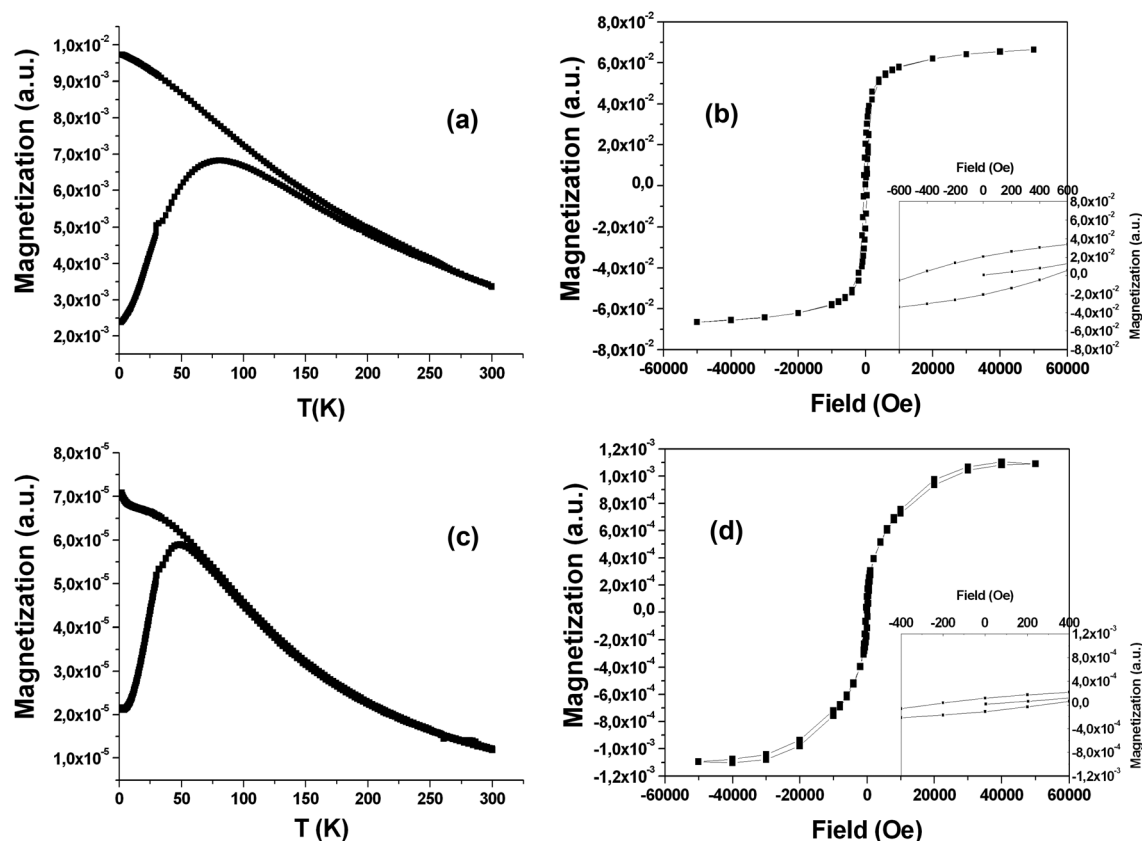 Magnetization (a.u.)
1,0x10⁻²
9,0x10⁻³
8,0x10⁻³
7,0x10⁻³
6,0x10⁻³
5,0x10⁻³
4,0x10⁻³
3,0x10⁻³
2,0x10⁻³
(a)
0 50 100 150 200 250 300
T(K)
Magnetization (a.u.)
8,0x10⁻²
6,0x10⁻²
4,0x10⁻²
2,0x10⁻²
0,0
-2,0x10⁻²
-4,0x10⁻²
-6,0x10⁻²
-8,0x10⁻²
(b)
Field (Oe)
-600 -400 -200 0 200 400 600
8,0x10⁻²
6,0x10⁻²
4,0x10⁻²
2,0x10⁻²
0,0
-2,0x10⁻²
-4,0x10⁻²
-6,0x10⁻²
-8,0x10⁻²
Magnetization (a.u.)
-60000 -40000 -20000 0 20000 40000 60000
Field (Oe)
Magnetization (a.u.)
8,0x10⁻⁵
7,0x10⁻⁵
6,0x10⁻⁵
5,0x10⁻⁵
4,0x10⁻⁵
3,0x10⁻⁵
2,0x10⁻⁵
1,0x10⁻⁵
(c)
0 50 100 150 200 250 300
T (K)
Magnetization (a.u.)
1,2x10⁻³
1,0x10⁻³
8,0x10⁻⁴
6,0x10⁻⁴
4,0x10⁻⁴
2,0x10⁻⁴
0,0
-2,0x10⁻⁴
-4,0x10⁻⁴
-6,0x10⁻⁴
-8,0x10⁻⁴
-1,0x10⁻³
-1,2x10⁻³
(d)
Field (Oe)
-400 -200 0 200 400
1,2x10⁻³
8,0x10⁻⁴
4,0x10⁻⁴
0,0
-4,0x10⁻⁴
-8,0x10⁻⁴
-1,2x10⁻³
Magnetization (a.u.)
-60000 -40000 -20000 0 20000 40000 60000
Field (Oe)